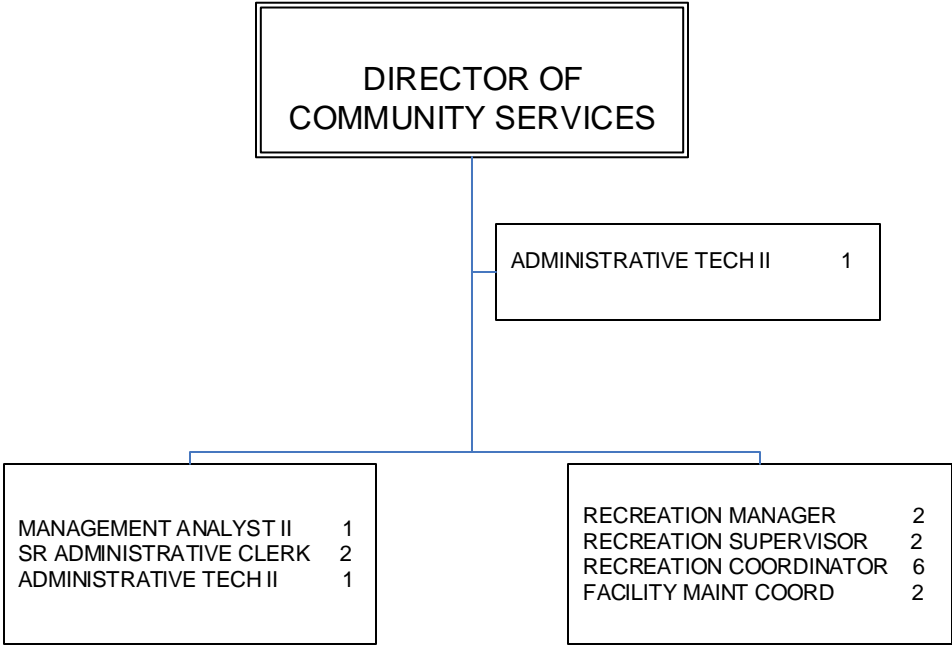 DIRECTOR OF
COMMUNITY SERVICES
ADMINISTRATIVE TECH II 1
MANAGEMENT ANALYST II 1
SR ADMINISTRATIVE CLERK 2
ADMINISTRATIVE TECH II 1
RECREATION MANAGER 2
RECREATION SUPERVISOR 2
RECREATION COORDINATOR 6
FACILITY MAINT COORD 2